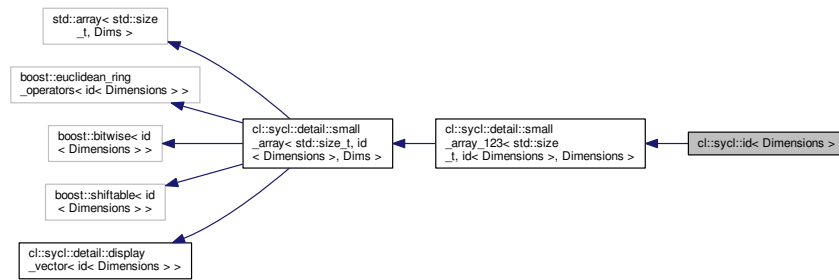 std::array< std::size
_t, Dims >
boost::euclidean_ring
_operators< id< Dimensions > >
boost::bitwise< id
< Dimensions > >
boost::shiftable< id
< Dimensions > >
cl::sycl::detail::display
_vector< id< Dimensions > >
cl::sycl::detail::small
_array< std::size_t, id
< Dimensions >, Dims >
cl::sycl::detail::small
_array_123< std::size
_t, id< Dimensions >, Dimensions >
cl::sycl::id< Dimensions >